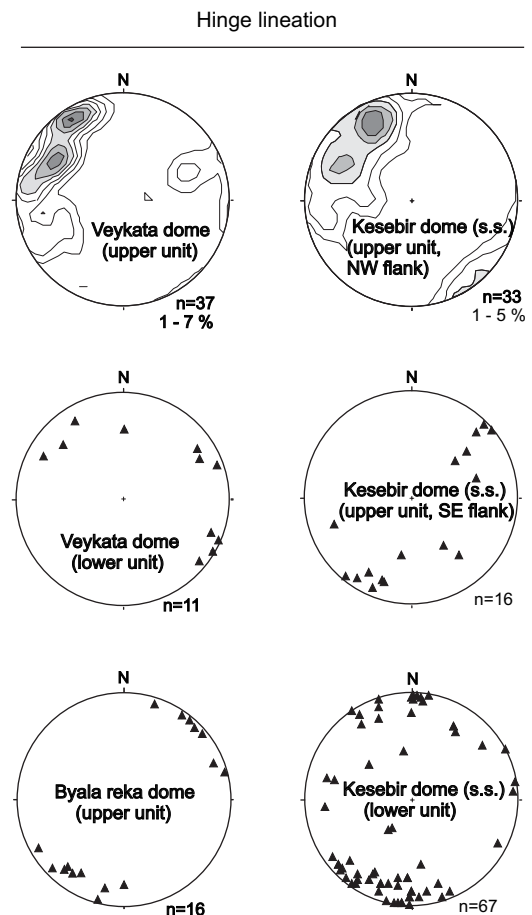 Hinge lineation
N
N
Veykata dome
(upper unit)
Kesebir dome (s.s.)
(upper unit,
NW flank)
n=37
1 - 7 %
n=33
1 - 5 %
N
N
Veykata dome
(lower unit)
Kesebir dome (s.s.)
(upper unit, SE flank)
n=11
n=16
N
N
Byala reka dome
(upper unit)
Kesebir dome (s.s.)
(lower unit)
n=16
n=67